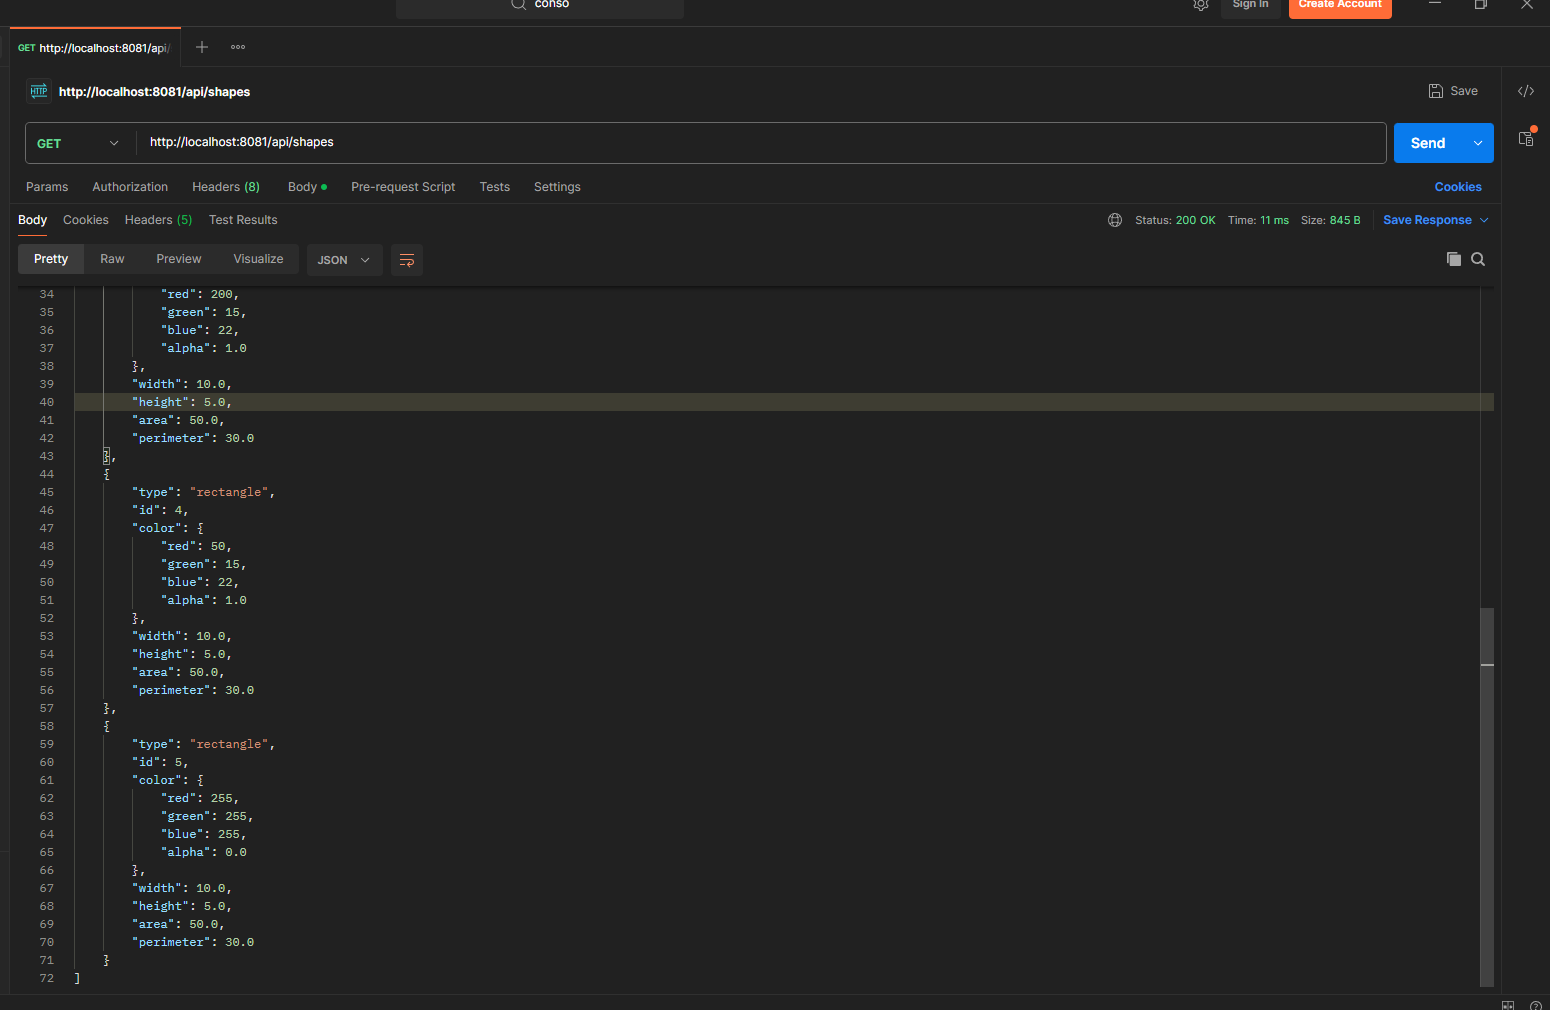 conso
Sign In
Create Account
GET http://localhost:8081/api/
HTTP http://localhost:8081/api/shapes
Save
GET http://localhost:8081/api/shapes
Send
Params Authorization Headers (8) Body Pre-request Script Tests Settings
Cookies
Body Cookies Headers (5) Test Results
Status: 200 OK Time: 11 ms Size: 845 B Save Response
Pretty Raw Preview Visualize JSON
34 "red": 200,
35 "green": 15,
36 "blue": 22,
37 "alpha": 1.0
38 },
39 "width": 10.0,
40 "height": 5.0,
41 "area": 50.0,
42 "perimeter": 30.0
43 },
44 {
45 "type": "rectangle",
46 "id": 4,
47 "color": {
48 "red": 50,
49 "green": 15,
50 "blue": 22,
51 "alpha": 1.0
52 },
53 "width": 10.0,
54 "height": 5.0,
55 "area": 50.0,
56 "perimeter": 30.0
57 },
58 {
59 "type": "rectangle",
60 "id": 5,
61 "color": {
62 "red": 255,
63 "green": 255,
64 "blue": 255,
65 "alpha": 0.0
66 },
67 "width": 10.0,
68 "height": 5.0,
69 "area": 50.0,
70 "perimeter": 30.0
71 }
72 ]